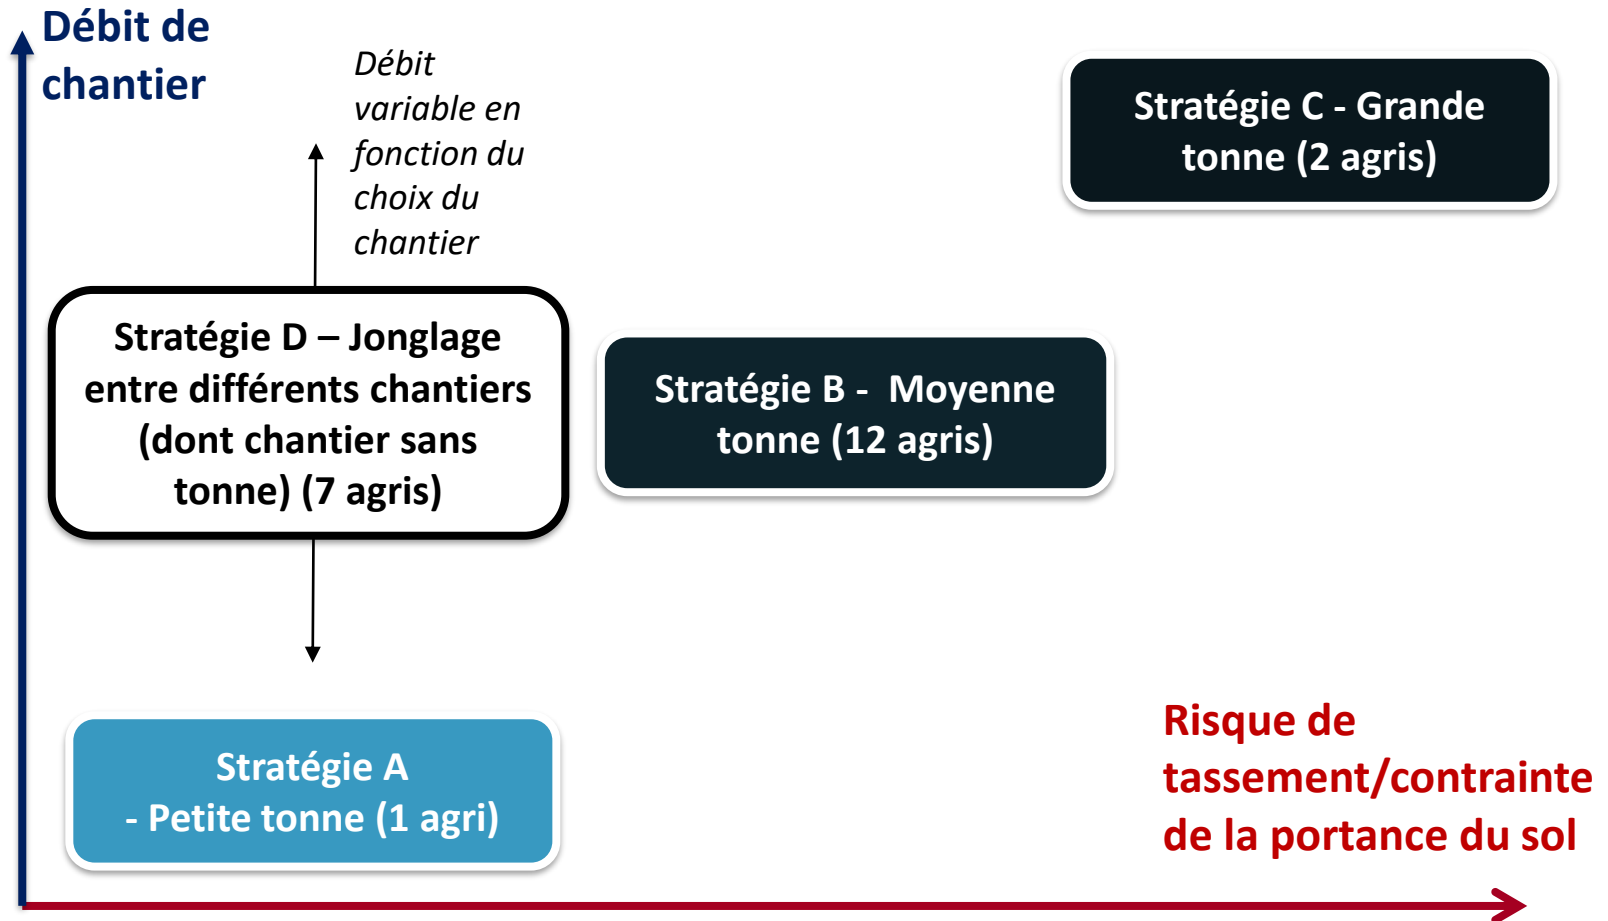 Débit de
chantier
Débit
variable en
fonction du
choix du
chantier
Stratégie C - Grande
tonne (2 agris)
Stratégie D – Jonglage
entre différents chantiers
(dont chantier sans
tonne) (7 agris)
Stratégie B -  Moyenne
tonne (12 agris)
Stratégie A
- Petite tonne (1 agri)
Risque de
tassement/contrainte
de la portance du sol